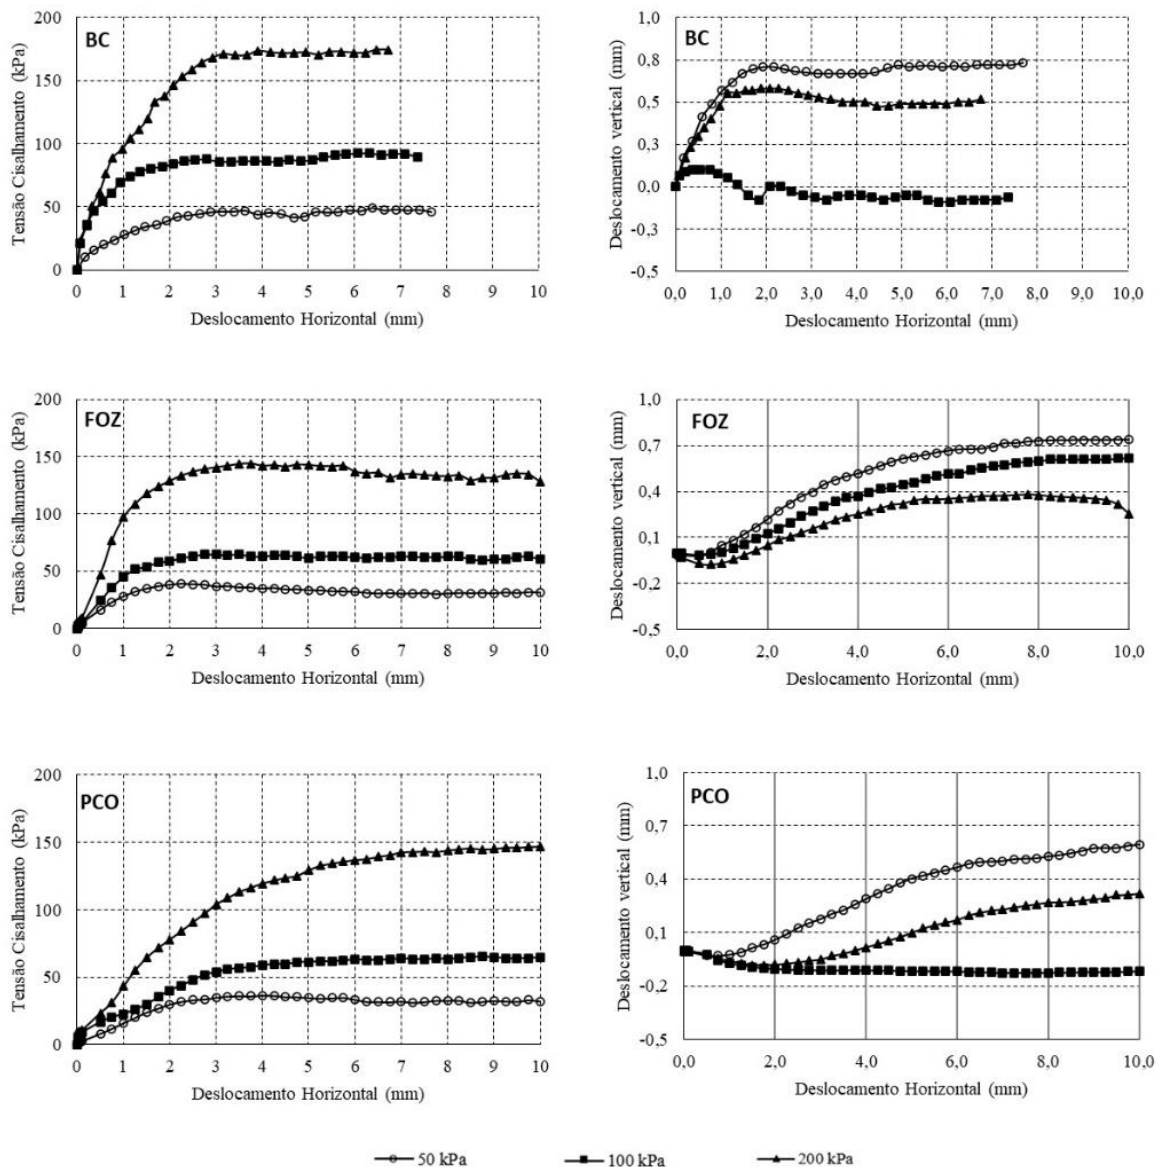 BC
Tensão Cisalhamento (kPa)
200
150
100
50
0
0 1 2 3 4 5 6 7 8 9 10
Deslocamento Horizontal (mm)
BC
Deslocamento vertical (mm)
1,0
0,8
0,5
0,3
0,0
-0,3
-0,5
0,0 1,0 2,0 3,0 4,0 5,0 6,0 7,0 8,0 9,0 10,0
Deslocamento Horizontal (mm)
FOZ
Tensão Cisalhamento (kPa)
200
150
100
50
0
0 1 2 3 4 5 6 7 8 9 10
Deslocamento Horizontal (mm)
FOZ
Deslocamento vertical (mm)
1,0
0,7
0,4
0,1
-0,2
-0,5
0,0 2,0 4,0 6,0 8,0 10,0
Deslocamento Horizontal (mm)
PCO
Tensão Cisalhamento (kPa)
200
150
100
50
0
0 1 2 3 4 5 6 7 8 9 10
Deslocamento Horizontal (mm)
PCO
Deslocamento vertical (mm)
1,0
0,7
0,4
0,1
-0,2
-0,5
0,0 2,0 4,0 6,0 8,0 10,0
Deslocamento Horizontal (mm)
50 kPa 100 kPa 200 kPa